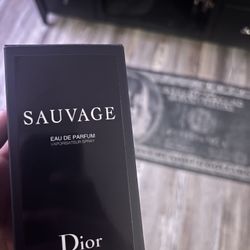 SAUVAGE
EAU DE PARFUM
VAPORISATEUR SPRAY
Dior